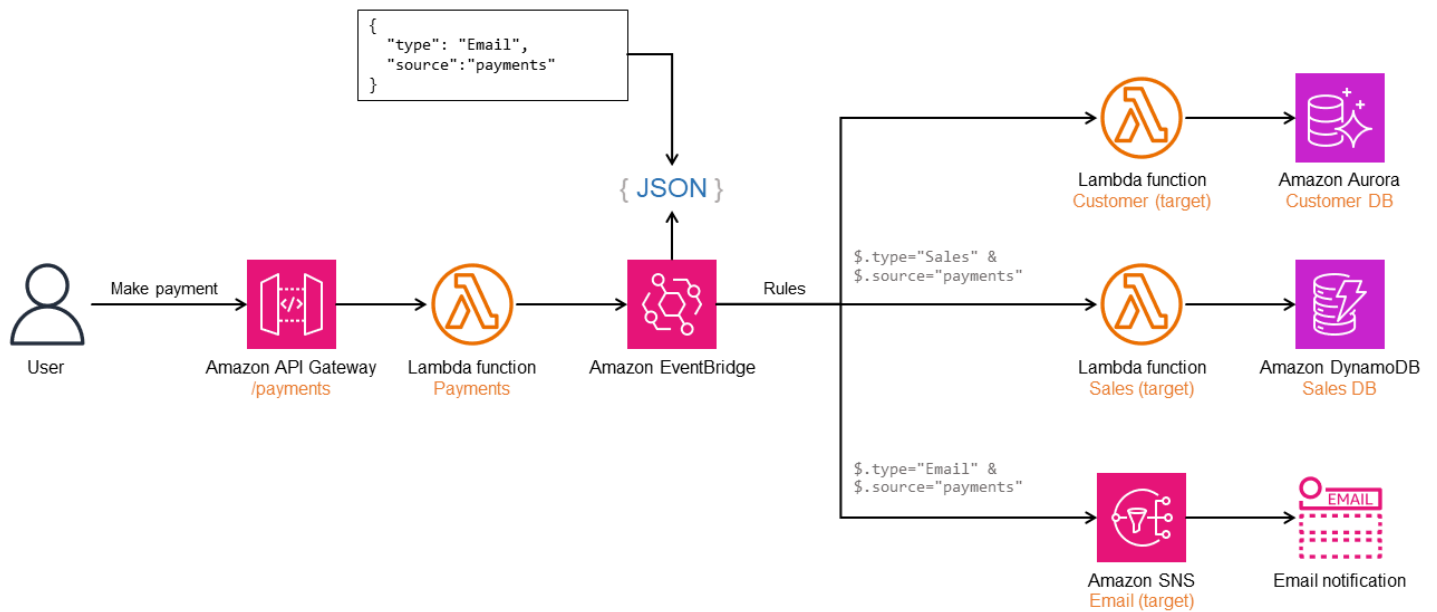 {
"type": "Email",
"source":"payments"
}
{ JSON }
Make payment
User
Amazon API Gateway
/payments
Lambda function
Payments
Amazon EventBridge
Rules
Lambda function
Customer (target)
Amazon Aurora
Customer DB
$.type="Sales" &
$.source="payments"
Lambda function
Sales (target)
Amazon DynamoDB
Sales DB
$.type="Email" &
$.source="payments"
Amazon SNS
Email (target)
EMAIL
Email notification